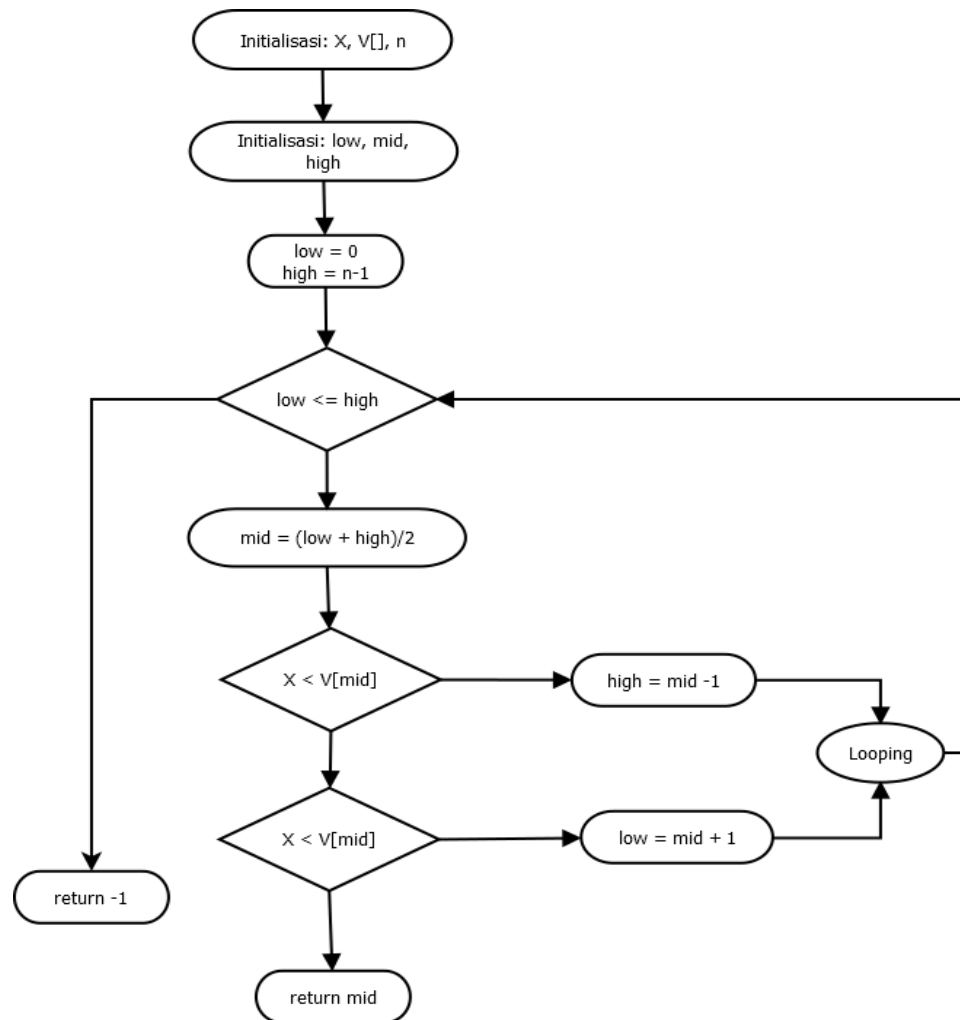 Initialisasi: X, V[], n
Initialisasi: low, mid,
high
low = 0
high = n-1
low <= high
mid = (low + high)/2
X < V[mid]
high = mid -1
Looping
X < V[mid]
low = mid + 1
return -1
return mid